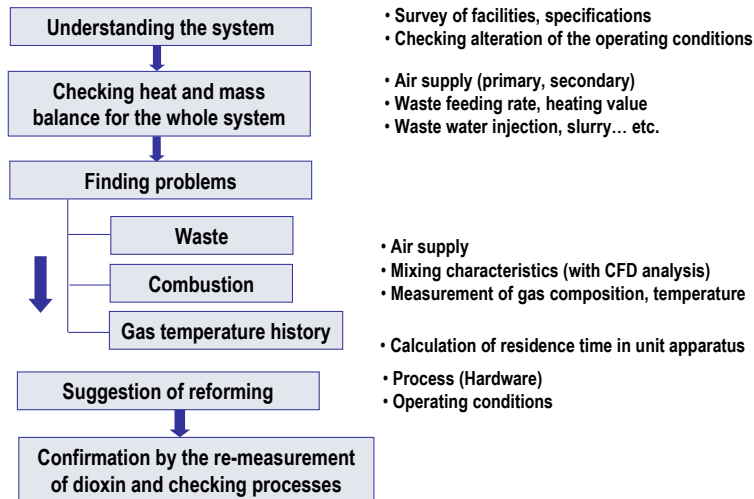 Understanding the system
• Survey of facilities, specifications
• Checking alteration of the operating conditions
Checking heat and mass
balance for the whole system
• Air supply (primary, secondary)
• Waste feeding rate, heating value
• Waste water injection, slurry… etc.
Finding problems
Waste
Combustion
Gas temperature history
• Air supply
• Mixing characteristics (with CFD analysis)
• Measurement of gas composition, temperature
• Calculation of residence time in unit apparatus
Suggestion of reforming
• Process (Hardware)
• Operating conditions
Confirmation by the re-measurement
of dioxin and checking processes